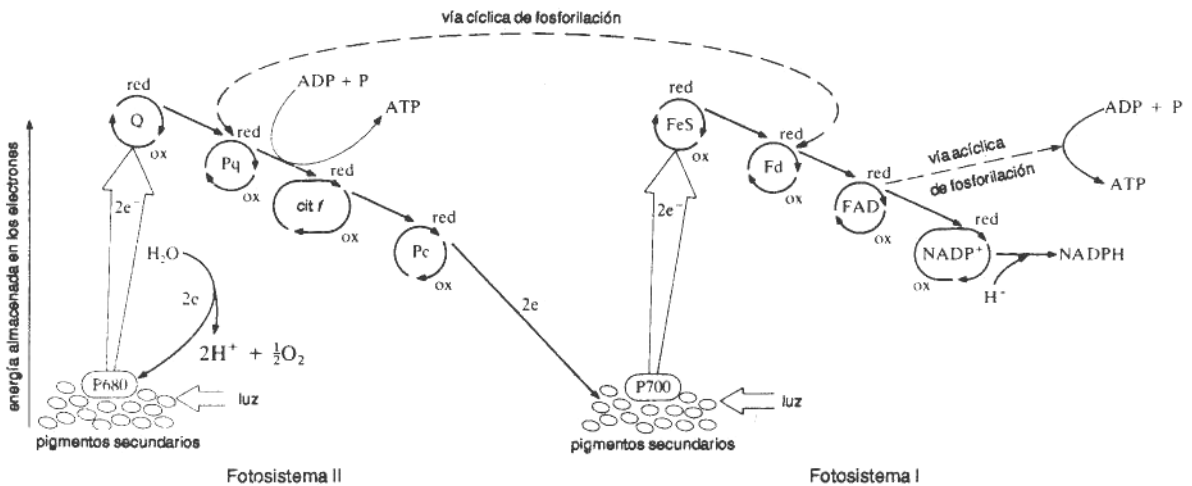 vía cíclica de fosforilación
red
ADP + P
ATP
Q
ox
red
Pq
ox
red
cit f
ox
red
Pc
ox
2e⁻
H₂O
2e
2H⁺ + ½O₂
2e
P680
luz
pigmentos secundarios
Fotosistema II
energía almacenada en los electrones
red
FeS
ox
red
Fd
ox
red
FAD
ox
red
NADP⁺
ox
NADPH
H⁺
vía acíclica
de fosforilación
ADP + P
ATP
2e⁻
P700
luz
pigmentos secundarios
Fotosistema I